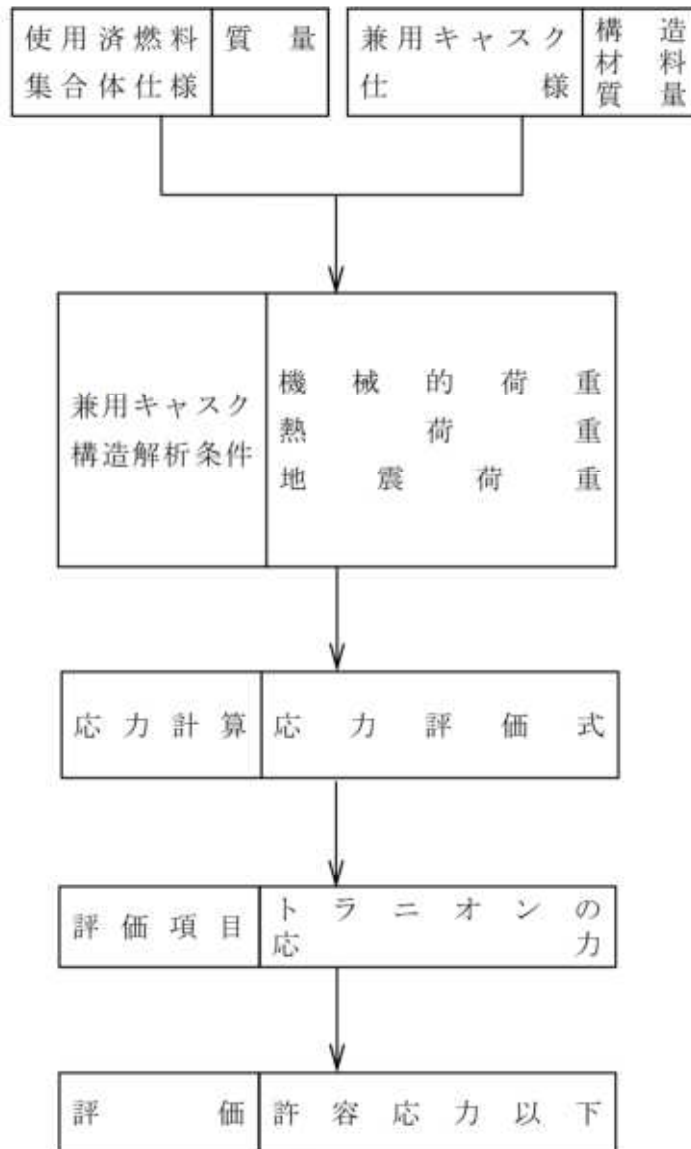 使用済燃料
集合体仕様
質量
兼用キャスク
仕様
構造
材料
質量
兼用キャスク
構造解析条件
機械的荷重
熱荷重
地震荷重
応力計算
応力評価式
評価項目
トラニオンの
応力
評価
許容応力以下